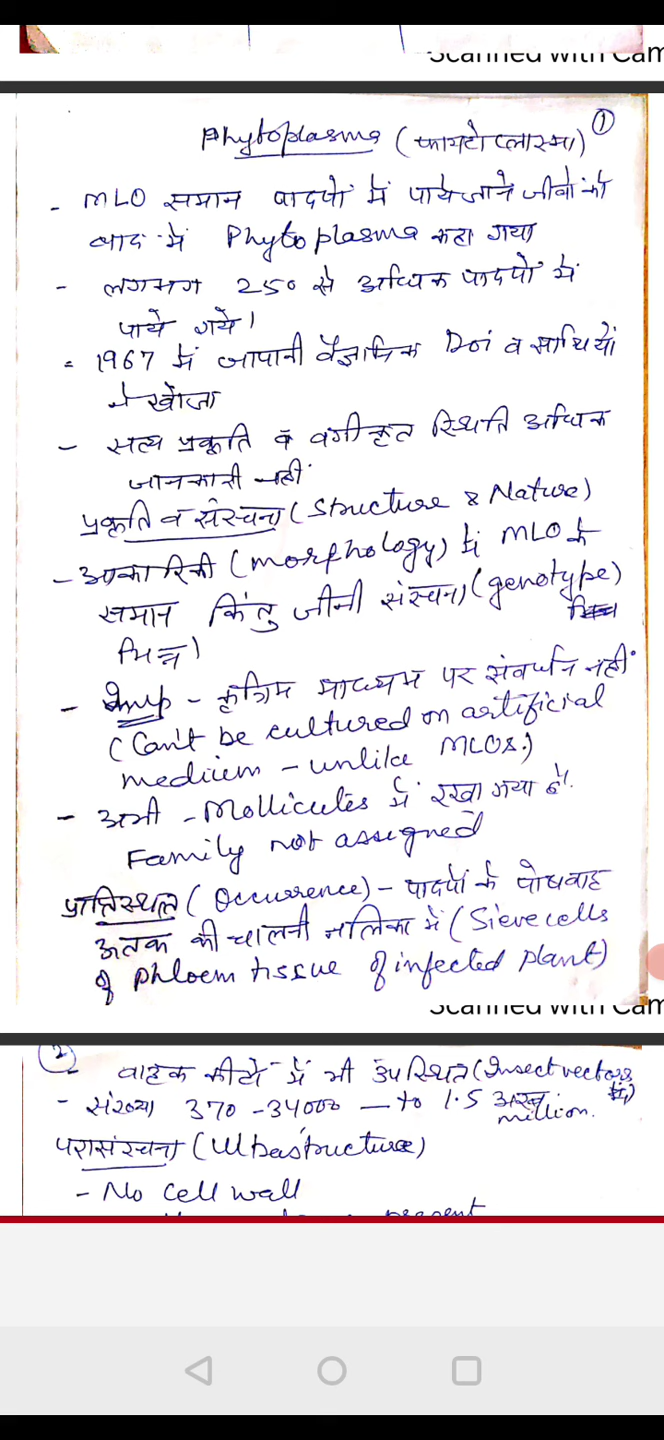 Scanned with Cam
Phytoplasma (फायटोप्लाज्मा) ①
- MLO समान पादपों में पायेजाने जीवों को
बाद में Phytoplasma कहा गया
- लगभग 250 से अधिक पादपों में
पाये गये।
- 1967 में जापानी वैज्ञानिक Doi व साथियों
ने खोजा
- सत्य प्रकृति व वर्गीकृत स्थिति अधिक
जानकारी नहीं
प्रकृति व संरचना (Structure & Nature)
- आकारिकी (morphology) में MLO के
समान किंतु जीनी संरचना (genotype)
भिन्न)
- Imp - कृत्रिम माध्यम पर संवर्धन नहीं
(Can't be cultured on artificial
medium - unlike MLOs.)
- अभी - Mollicutes में रखा गया है.
Family not assigned
प्राप्तिस्थल (Occurrence) - पादपों के पोषवाह
ऊतक की चालनी नलिका में (Sieve cells
of phloem tissue of infected plant)
Scanned with Cam
②
वाहक कीटों में भी उपस्थित (Insect vectors में)
- संख्या 370 - 34000 — to 1.5 million.
परासंरचना (Ultrastructure)
- No cell wall
present